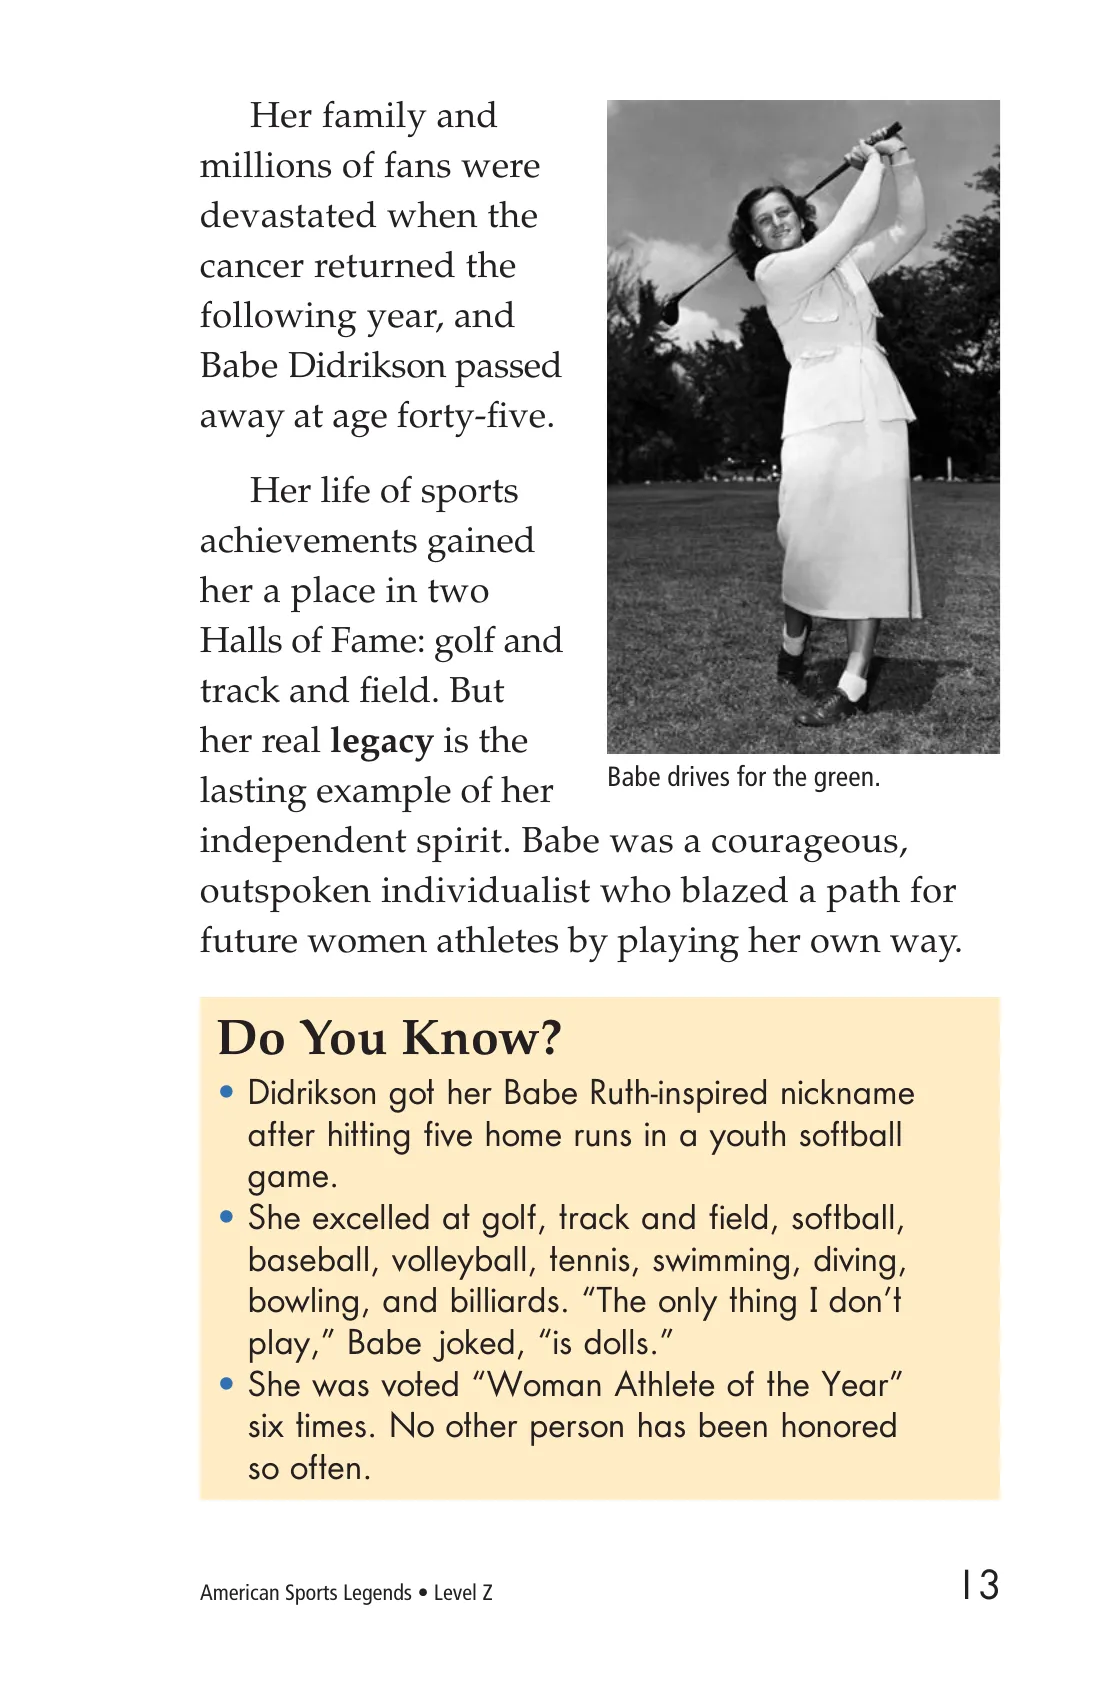 Her family and
millions of fans were
devastated when the
cancer returned the
following year, and
Babe Didrikson passed
away at age forty-five.
Her life of sports
achievements gained
her a place in two
Halls of Fame: golf and
track and field. But
her real legacy is the
lasting example of her
independent spirit. Babe was a courageous,
outspoken individualist who blazed a path for
future women athletes by playing her own way.
Babe drives for the green.
Do You Know?
• Didrikson got her Babe Ruth-inspired nickname
after hitting five home runs in a youth softball
game.
• She excelled at golf, track and field, softball,
baseball, volleyball, tennis, swimming, diving,
bowling, and billiards. “The only thing I don’t
play,” Babe joked, “is dolls.”
• She was voted “Woman Athlete of the Year”
six times. No other person has been honored
so often.
American Sports Legends • Level Z
13